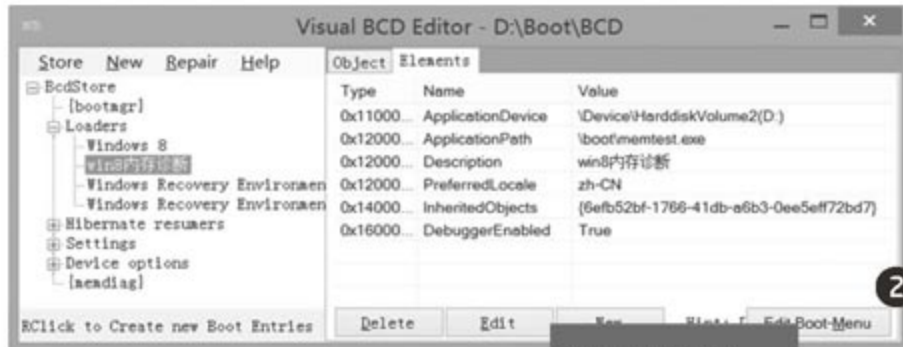 Visual BCD Editor - D:\Boot\BCD
Store New Repair Help
BcdStore
{bootmgr}
Loaders
Windows 8
win8内存诊断
Windows Recovery Environmen
Windows Recovery Environmen
Hibernate resumers
Settings
Device options
{memdiag}
RClick to Create new Boot Entries
Object Elements
Type Name Value
0x11000... ApplicationDevice \Device\HarddiskVolume2(D:)
0x12000... ApplicationPath \boot\memtest.exe
0x12000... Description win8内存诊断
0x12000... PreferredLocale zh-CN
0x14000... InheritedObjects {6efb52bf-1766-41db-a6b3-0ee5eff72bd7}
0x16000... DebuggerEnabled True
2
Delete Edit Edit Boot-Menu